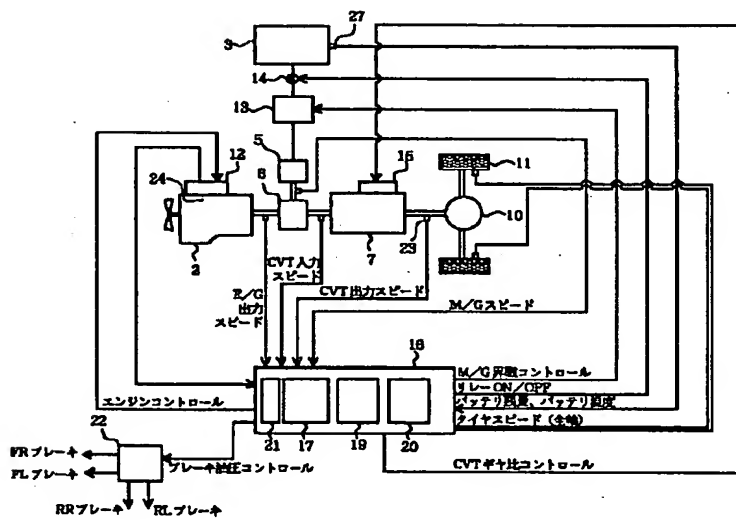 27
3
14
13
5
12
24
6
15
11
10
7
23
2
CVT入力
スピード
E/G
出力
スピード
CVT出力スピード
M/Gスピード
16
M/G界磁コントロール
リレーON/OFF
バッテリ残量、バッテリ温度
タイヤスピード(全輪)
エンジンコントロール
21
17
19
20
22
FRブレーキ
FLブレーキ
ブレーキ油圧コントロール
CVTギヤ比コントロール
RRブレーキ
RLブレーキ